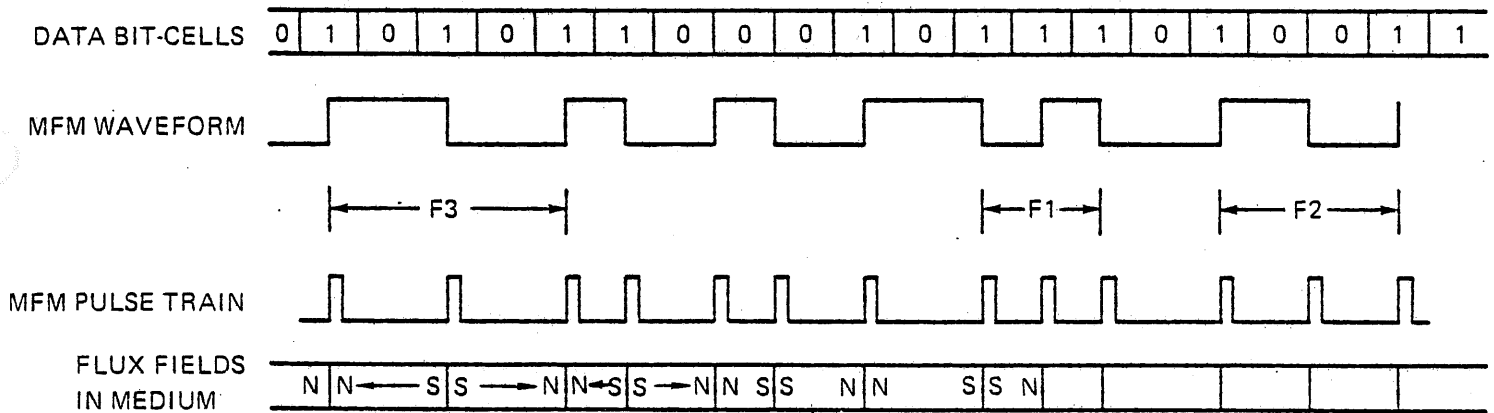 DATA BIT-CELLS 0 1 0 1 0 1 1 0 0 0 1 0 1 1 1 0 1 0 0 1 1
MFM WAVEFORM
F3 F1 F2
MFM PULSE TRAIN
FLUX FIELDS
IN MEDIUM N N S S N N S S N N S S N N S S N